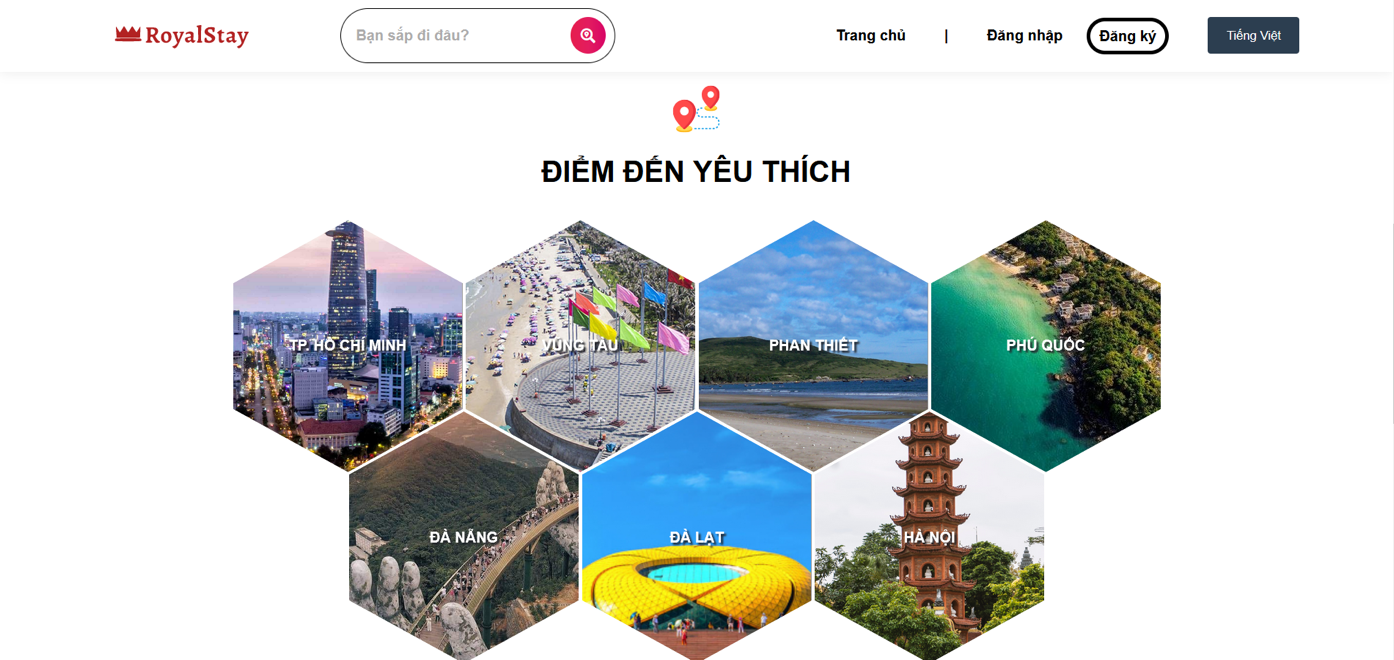 RoyalStay
Bạn sắp đi đâu?
Trang chủ | Đăng nhập Đăng ký Tiếng Việt
ĐIỂM ĐẾN YÊU THÍCH
TP. HỒ CHÍ MINH
VŨNG TÀU
PHAN THIẾT
PHÚ QUỐC
ĐÀ NẴNG
ĐÀ LẠT
HÀ NỘI